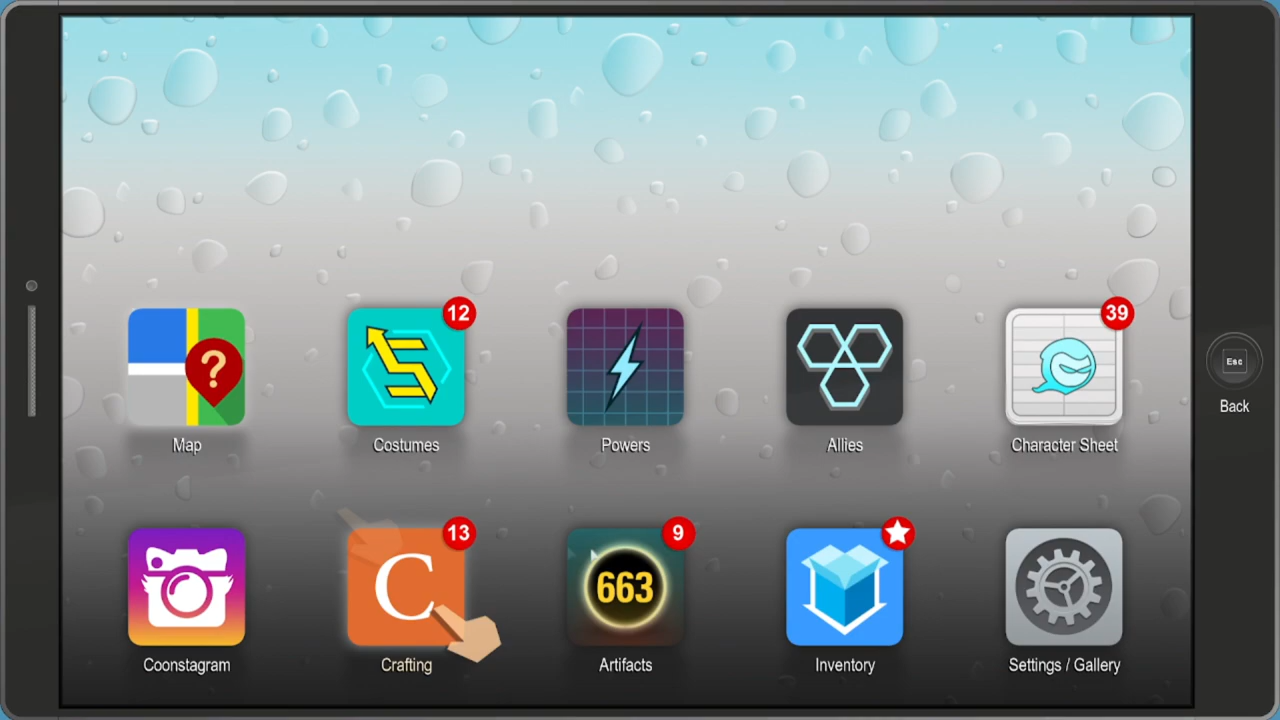 12
39
?
Esc
Back
Map
Costumes
Powers
Allies
Character Sheet
13
9
C
663
Coonstagram
Crafting
Artifacts
Inventory
Settings / Gallery